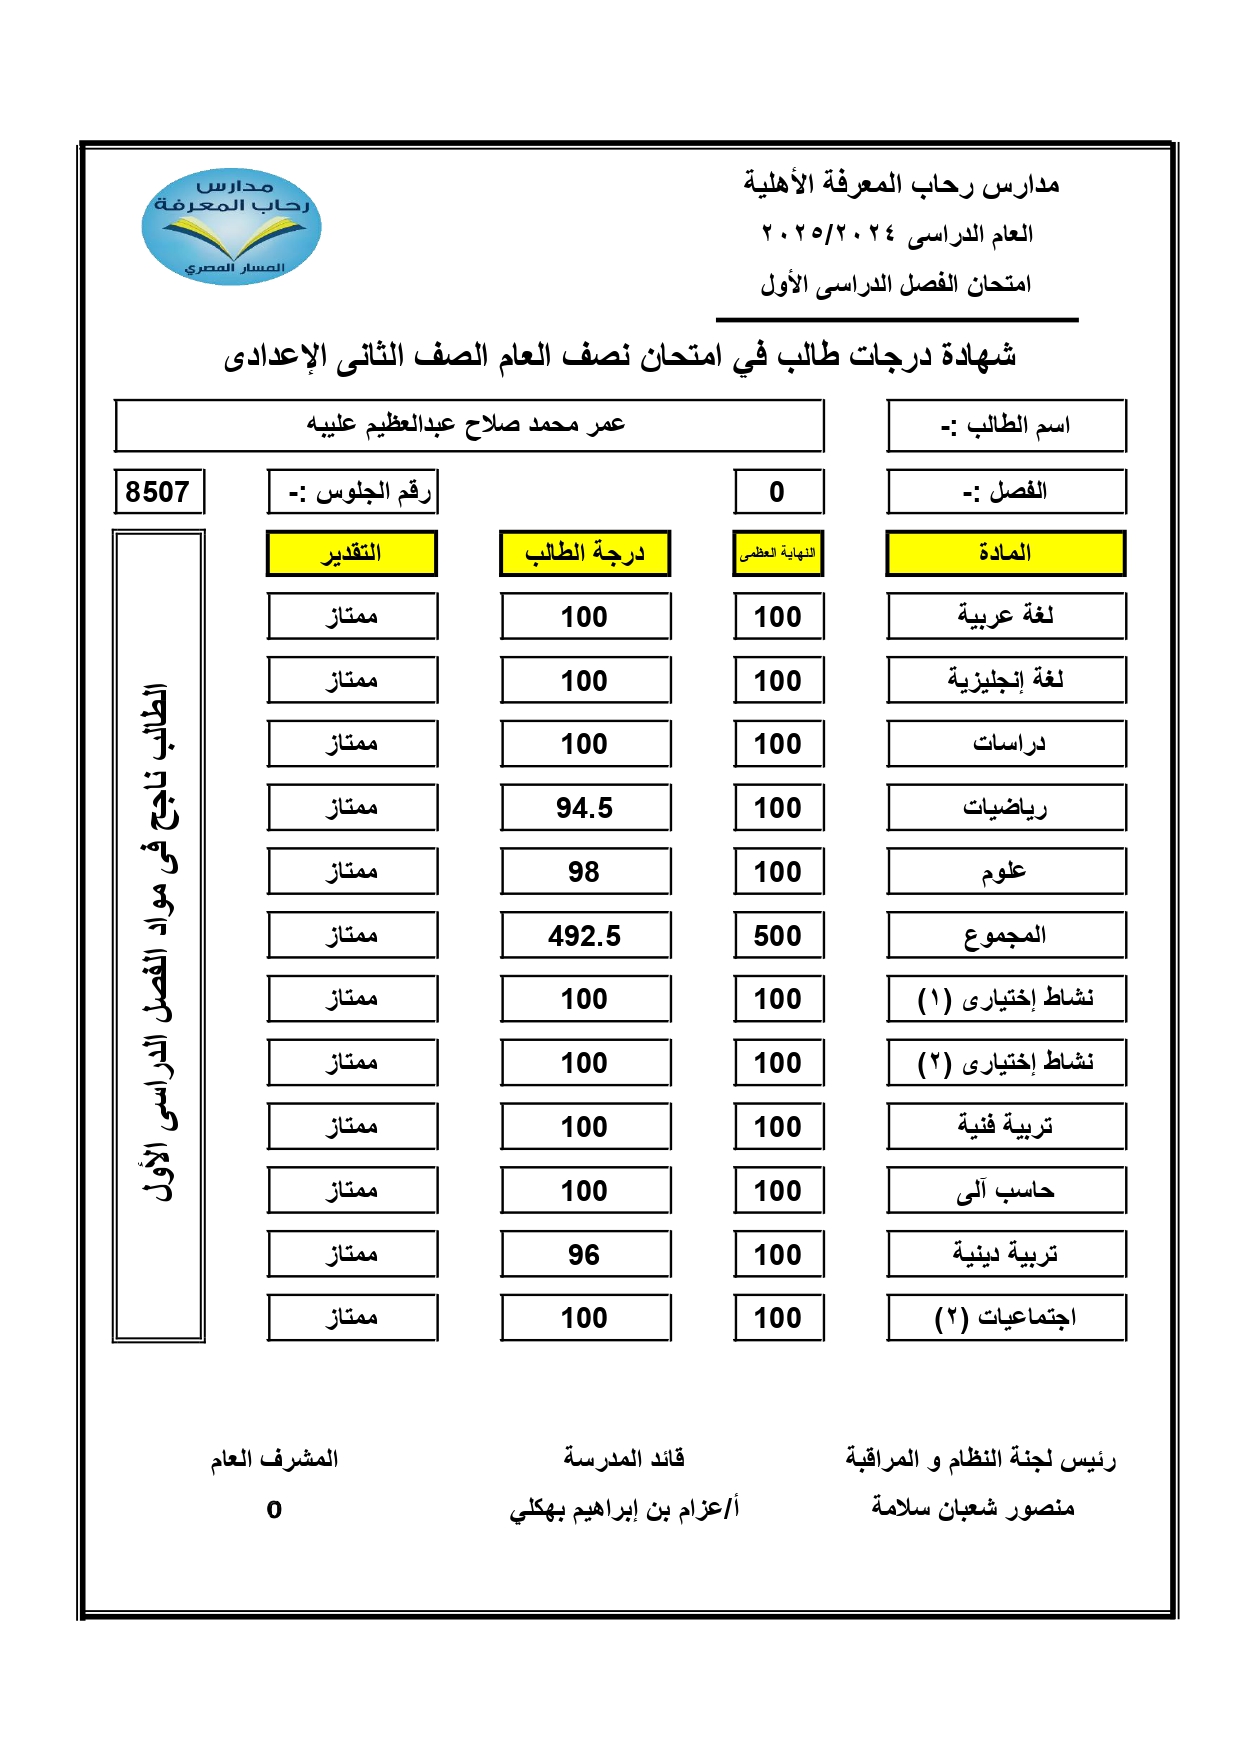 مدارس رحاب المعرفة الأهلية
العام الدراسى ٢٠٢٥/٢٠٢٤
امتحان الفصل الدراسى الأول
مدارس
رحاب المعرفة
المسار المصري
شهادة درجات طالب في امتحان نصف العام الصف الثانى الإعدادى
اسم الطالب :- عمر محمد صلاح عبدالعظيم عليبه
الفصل :- 0 رقم الجلوس :- 8507
المادة النهاية العظمى درجة الطالب التقدير
لغة عربية 100 100 ممتاز
لغة إنجليزية 100 100 ممتاز
دراسات 100 100 ممتاز
رياضيات 100 94.5 ممتاز
علوم 100 98 ممتاز
المجموع 500 492.5 ممتاز
نشاط إختيارى (١) 100 100 ممتاز
نشاط إختيارى (٢) 100 100 ممتاز
تربية فنية 100 100 ممتاز
حاسب آلى 100 100 ممتاز
تربية دينية 100 96 ممتاز
اجتماعيات (٢) 100 100 ممتاز
الطالب ناجح فى مواد الفصل الدراسى الأول
رئيس لجنة النظام و المراقبة قائد المدرسة المشرف العام
منصور شعبان سلامة أ/عزام بن إبراهيم بهكلي 0